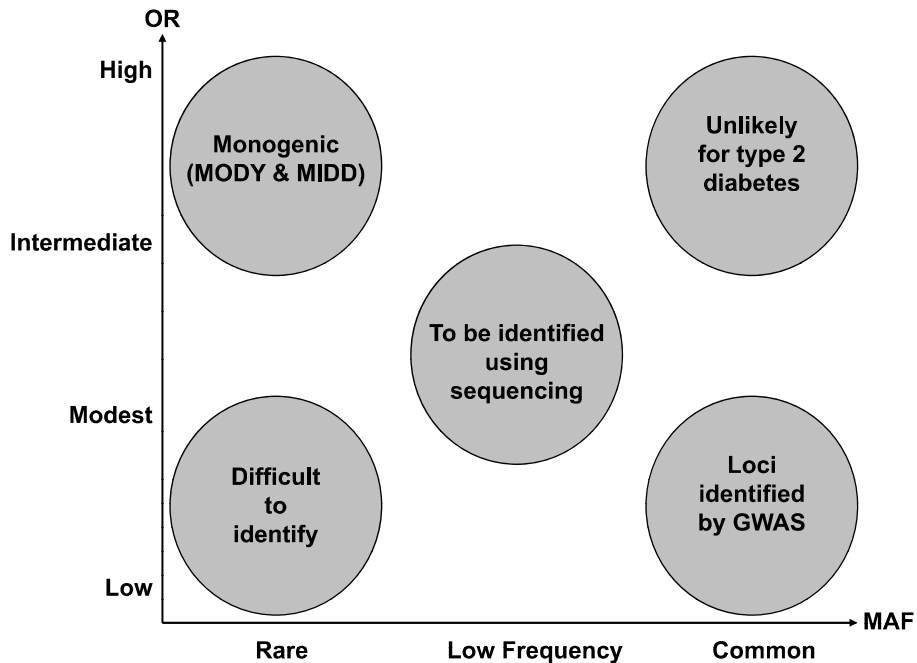 OR
High
Monogenic
(MODY & MIDD)
Unlikely
for type 2
diabetes
Intermediate
To be identified
using
sequencing
Modest
Difficult
to
identify
Loci
identified
by GWAS
Low
MAF
Rare
Low Frequency
Common